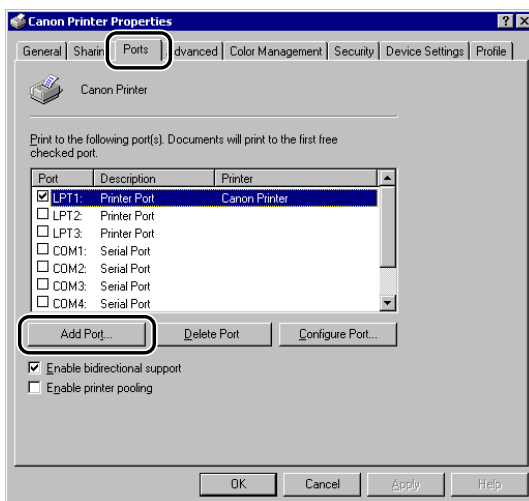 Canon Printer Properties
General Sharin Ports dvanced Color Management Security Device Settings Profile
Canon Printer
Print to the following port(s). Documents will print to the first free
checked port.
Port Description Printer
LPT1: Printer Port Canon Printer
LPT2: Printer Port
LPT3: Printer Port
COM1: Serial Port
COM2: Serial Port
COM3: Serial Port
COM4: Serial Port
Add Port... Delete Port Configure Port...
Enable bidirectional support
Enable printer pooling
OK Cancel Apply Help